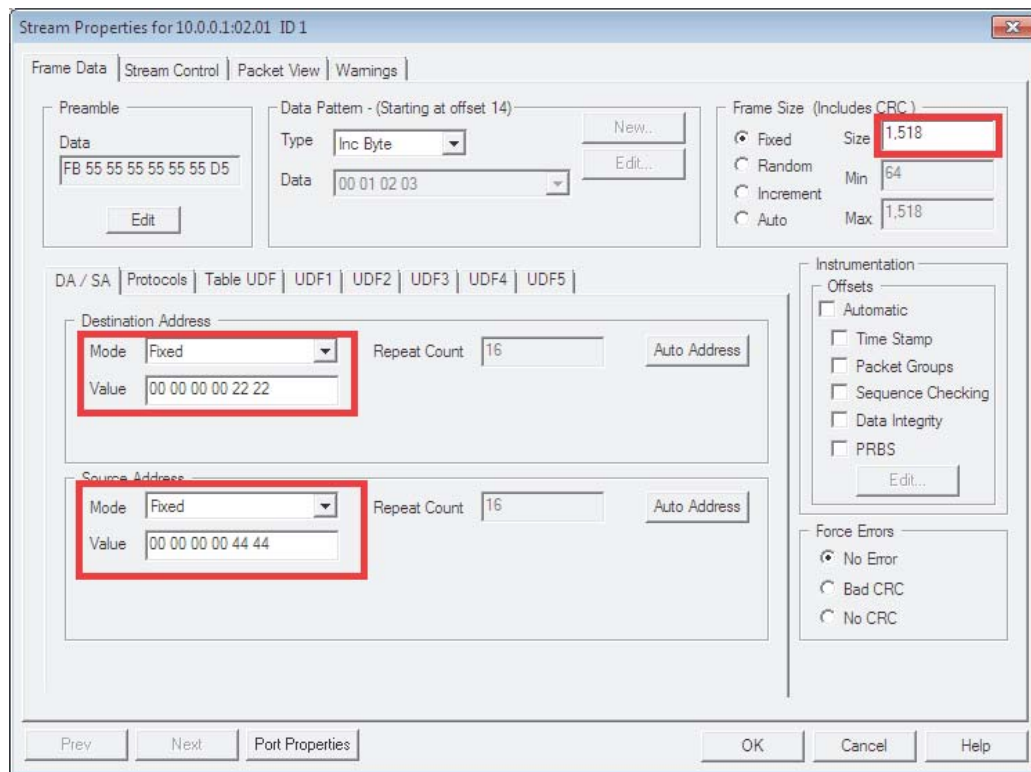 Stream Properties for 10.0.0.1:02.01 ID 1
Frame Data Stream Control Packet View Warnings
Preamble
Data
FB 55 55 55 55 55 55 D5
Edit
Data Pattern - (Starting at offset 14)
Type Inc Byte
Data 00 01 02 03
New..
Edit...
Frame Size (Includes CRC)
Fixed
Random
Increment
Auto
Size 1,518
Min 64
Max 1,518
DA / SA Protocols Table UDF UDF1 UDF2 UDF3 UDF4 UDF5
Destination Address
Mode Fixed Repeat Count 16 Auto Address
Value 00 00 00 00 22 22
Source Address
Mode Fixed Repeat Count 16 Auto Address
Value 00 00 00 00 44 44
Instrumentation
Offsets
Automatic
Time Stamp
Packet Groups
Sequence Checking
Data Integrity
PRBS
Edit...
Force Errors
No Error
Bad CRC
No CRC
Prev Next Port Properties OK Cancel Help